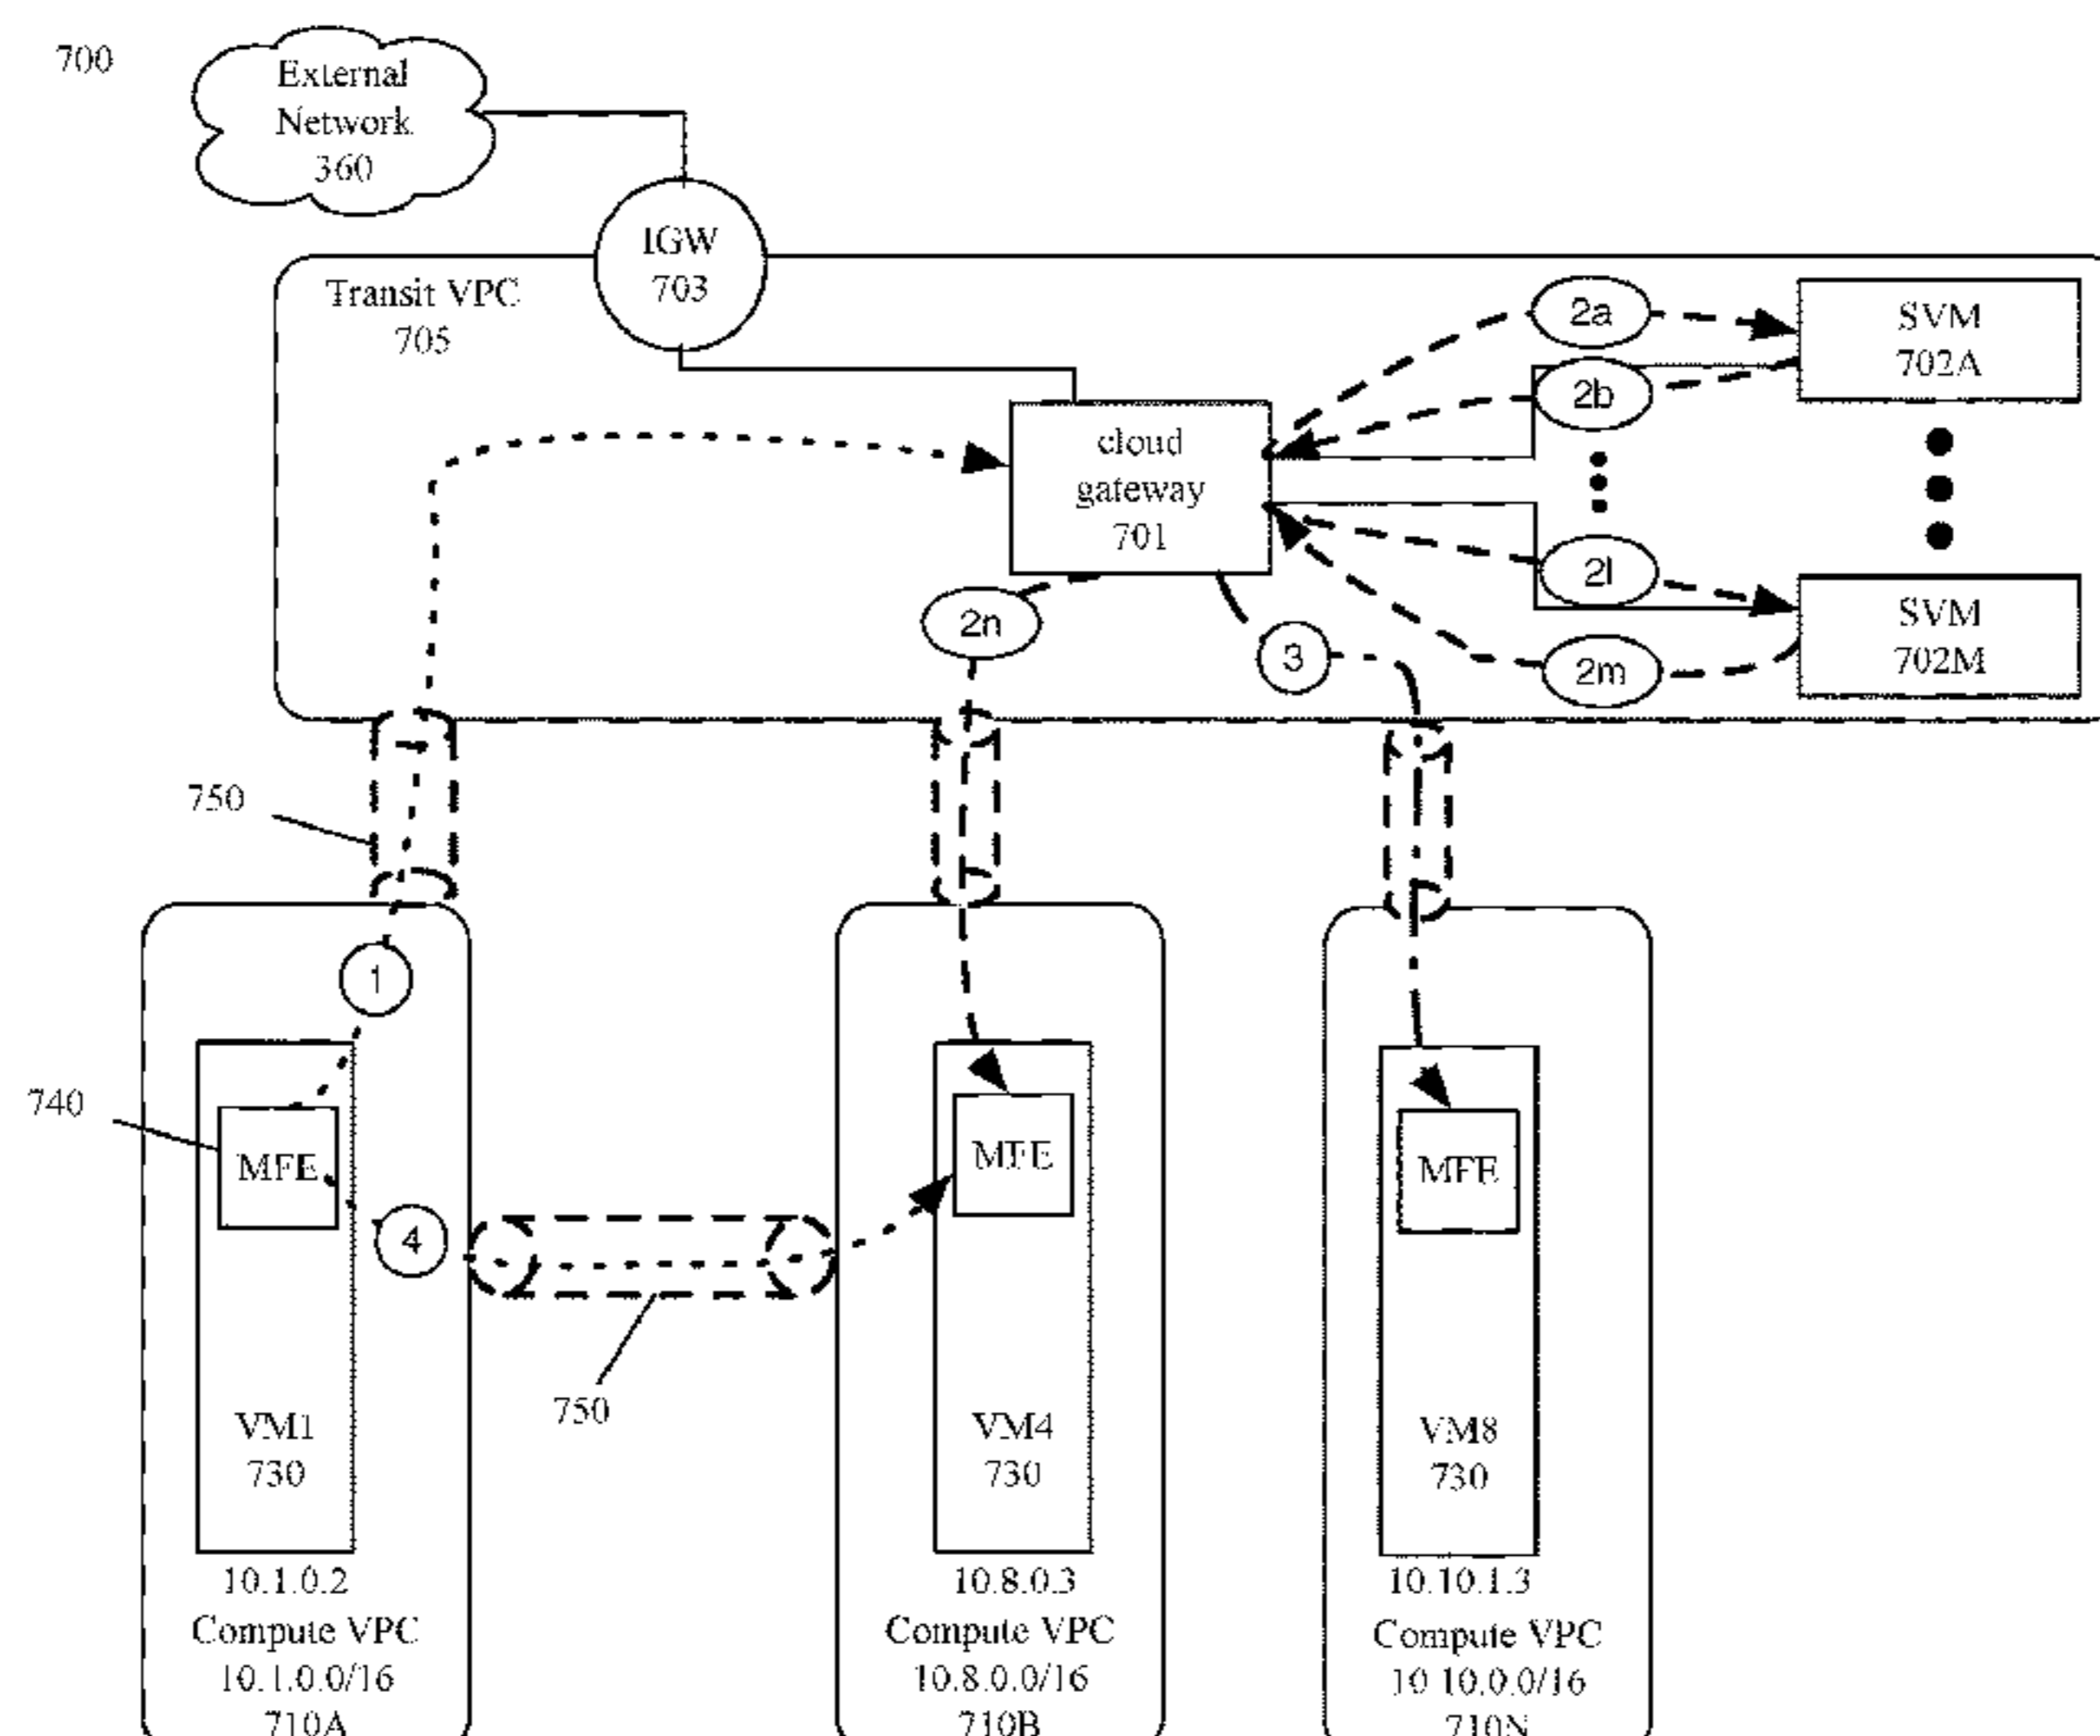 700
External
Network
360
IGW
703
Transit VPC
705
2a
SVM
702A
2b
cloud
gateway
701
2l
SVM
702M
2n
3
2m
750
1
740
MFE
MFE
MFE
4
750
VM1
730
VM4
730
VM8
730
10.1.0.2
Compute VPC
10.1.0.0/16
710A
10.8.0.3
Compute VPC
10.8.0.0/16
710B
10.10.1.3
Compute VPC
10 10.0.0/16
710N